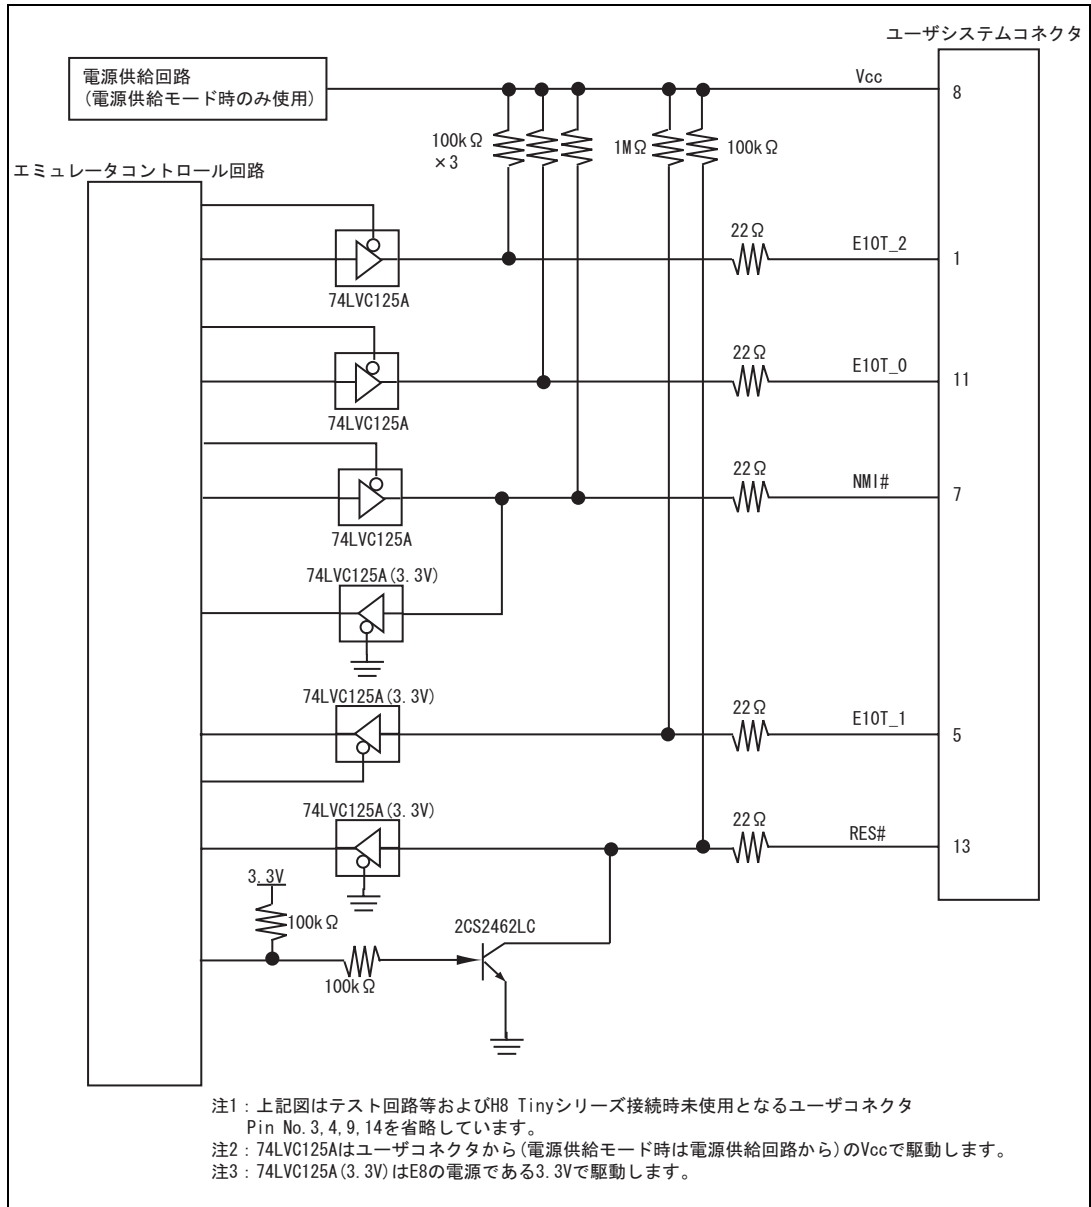 ユーザシステムコネクタ
電源供給回路
(電源供給モード時のみ使用)
Vcc
8
100kΩ
×3
1MΩ
100kΩ
エミュレータコントロール回路
22Ω
E10T_2
1
74LVC125A
22Ω
E10T_0
11
74LVC125A
22Ω
NMI#
7
74LVC125A
74LVC125A(3.3V)
74LVC125A(3.3V)
22Ω
E10T_1
5
74LVC125A(3.3V)
22Ω
RES#
13
3.3V
100kΩ
2CS2462LC
100kΩ
注1：上記図はテスト回路等およびH8 Tinyシリーズ接続時未使用となるユーザコネクタ
Pin No.3,4,9,14を省略しています。
注2：74LVC125Aはユーザコネクタから(電源供給モード時は電源供給回路から)のVccで駆動します。
注3：74LVC125A(3.3V)はE8の電源である3.3Vで駆動します。